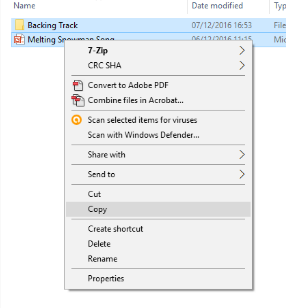 Name Date modified Ty
Backing Track 07/12/2016 16:53 File
Melting Snowman Song 06/12/2016 11:15 Mic
7-Zip
CRC SHA
Convert to Adobe PDF
Combine files in Acrobat...
Scan selected items for viruses
Scan with Windows Defender...
Share with
Send to
Cut
Copy
Create shortcut
Delete
Rename
Properties